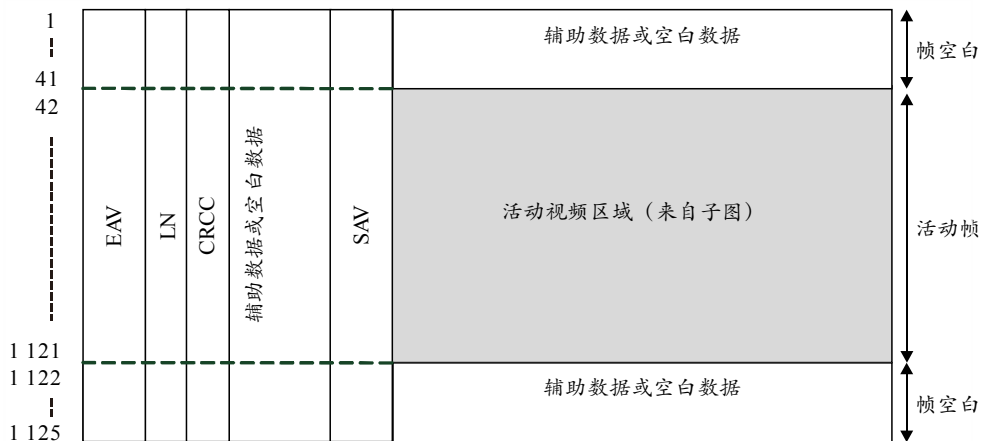 1
辅助数据或空白数据
帧空白
41
42
EAV
LN
CRCC
辅助数据或空白数据
SAV
活动视频区域（来自子图）
活动帧
1 121
1 122
辅助数据或空白数据
帧空白
1 125